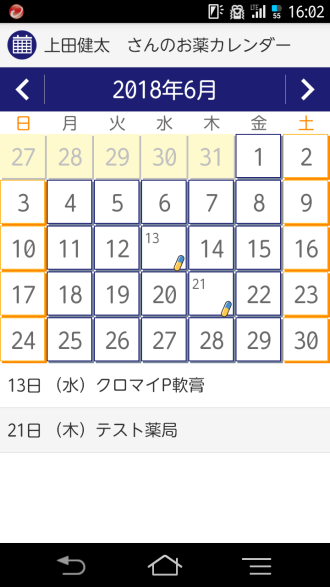 LTE 55 16:02
上田健太 さんのお薬カレンダー
2018年6月
日 月 火 水 木 金 土
27 28 29 30 31 1 2
3 4 5 6 7 8 9
10 11 12 13 14 15 16
17 18 19 20 21 22 23
24 25 26 27 28 29 30
13日（水）クロマイP軟膏
21日（木）テスト薬局